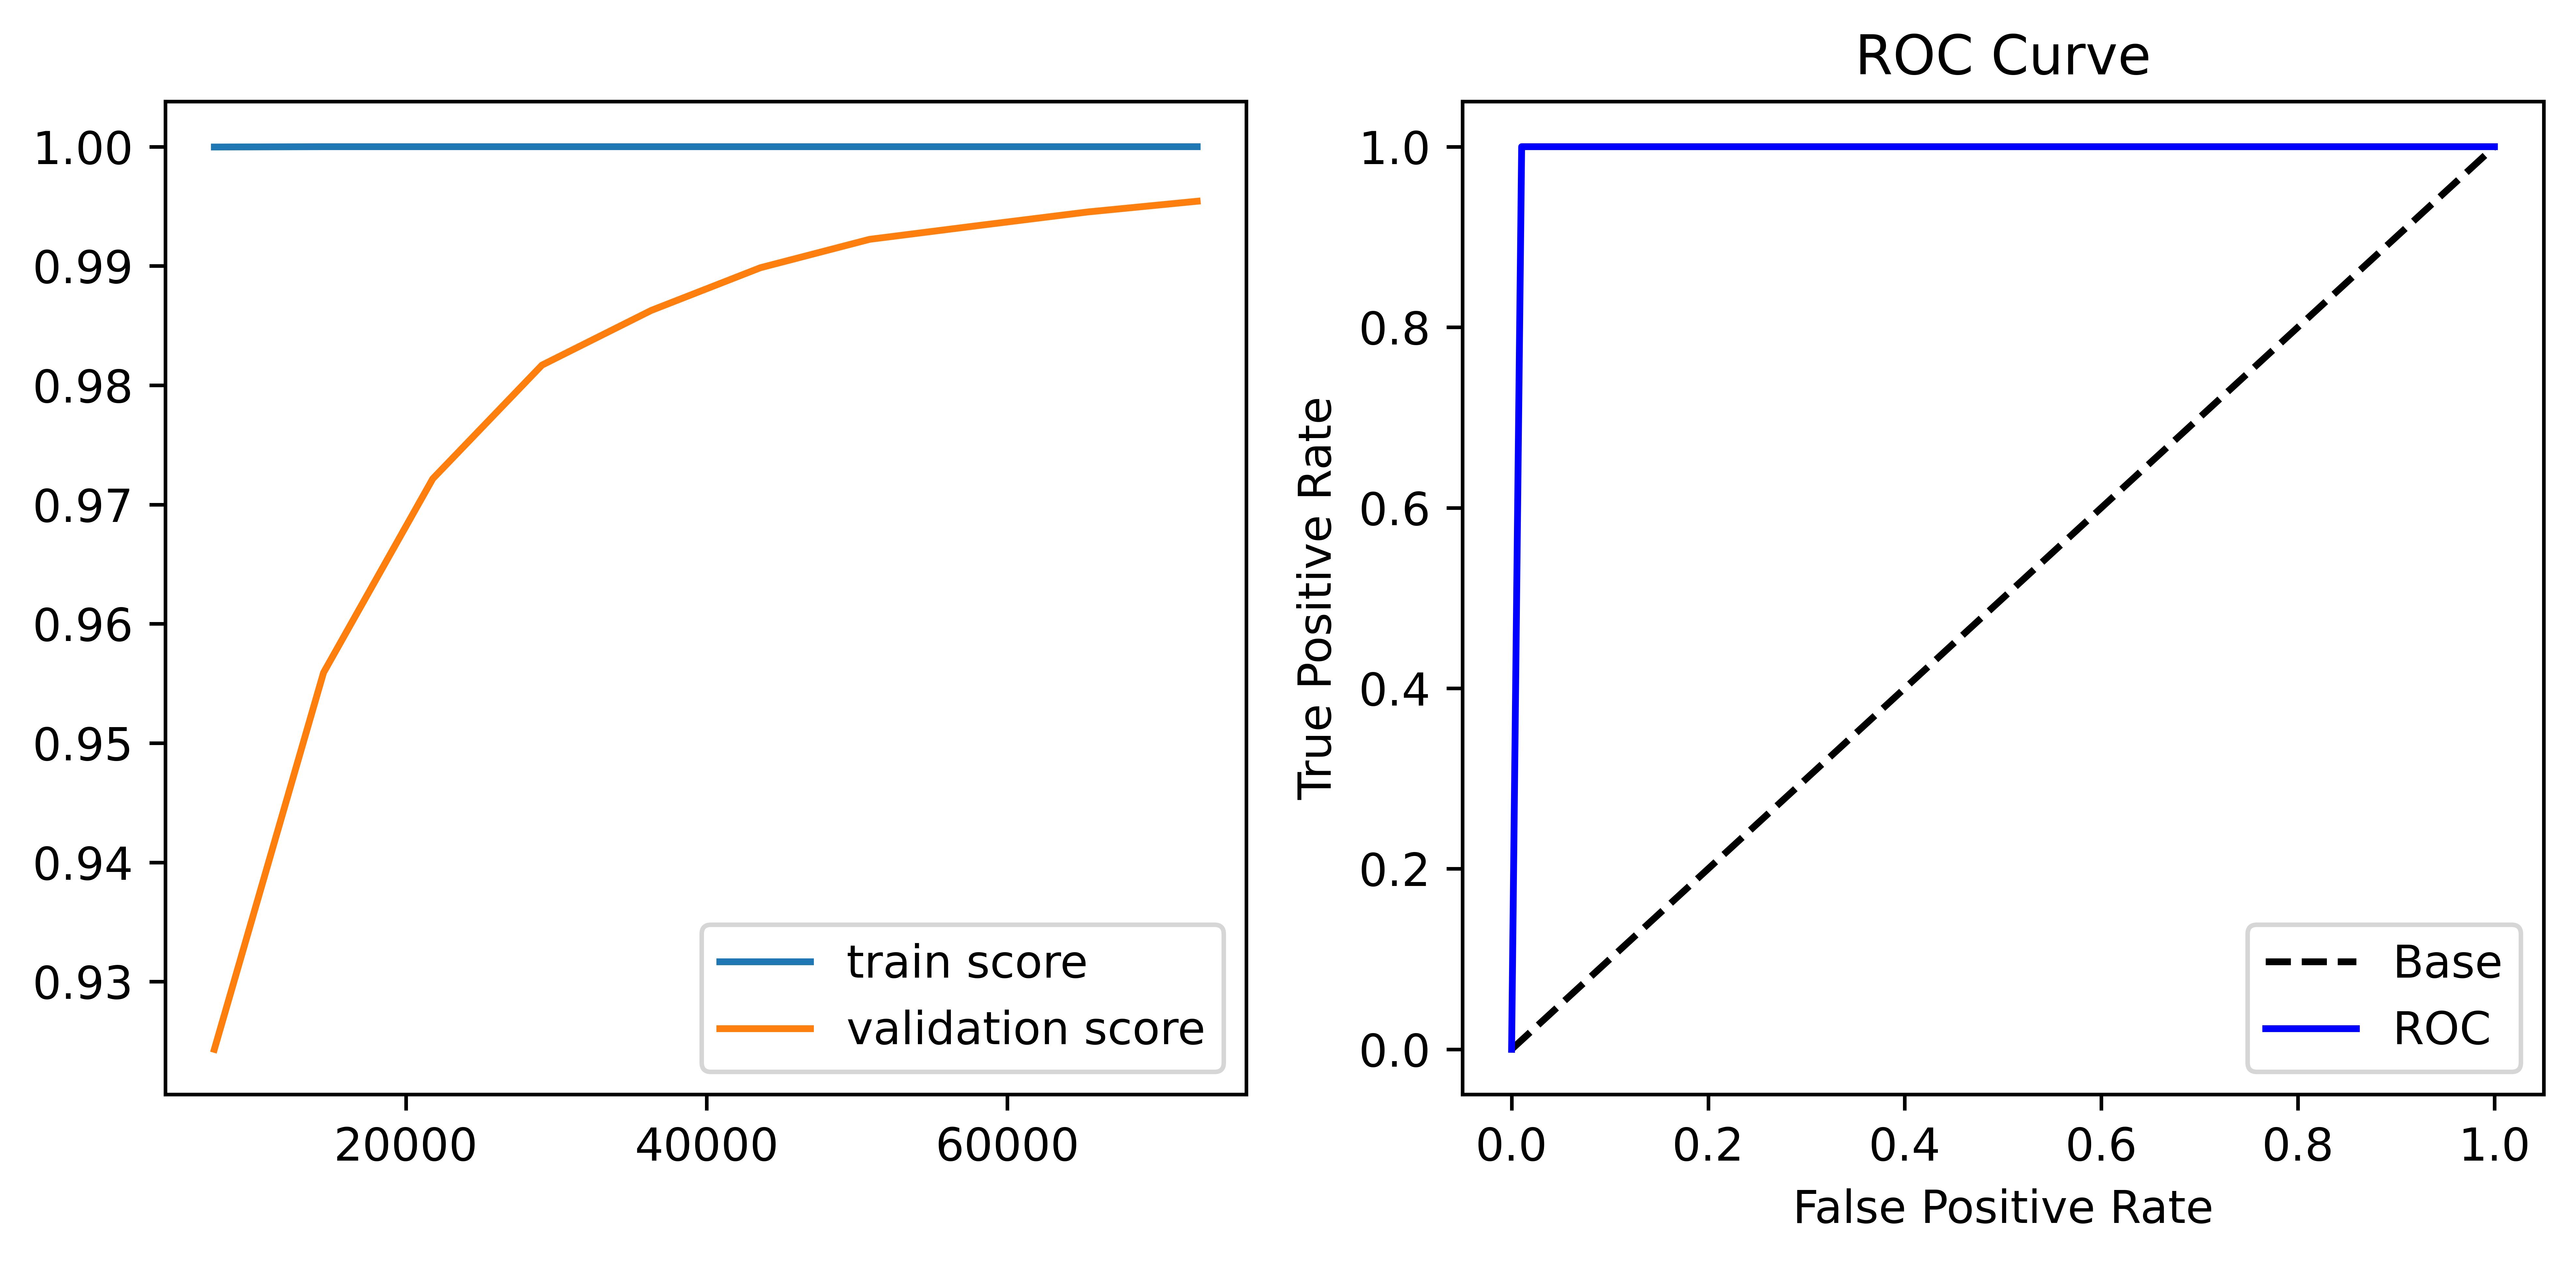 1.00
0.99
0.98
0.97
0.96
0.95
0.94
0.93
20000 40000 60000
train score
validation score
ROC Curve
True Positive Rate
1.0
0.8
0.6
0.4
0.2
0.0
0.0 0.2 0.4 0.6 0.8 1.0
False Positive Rate
Base
ROC